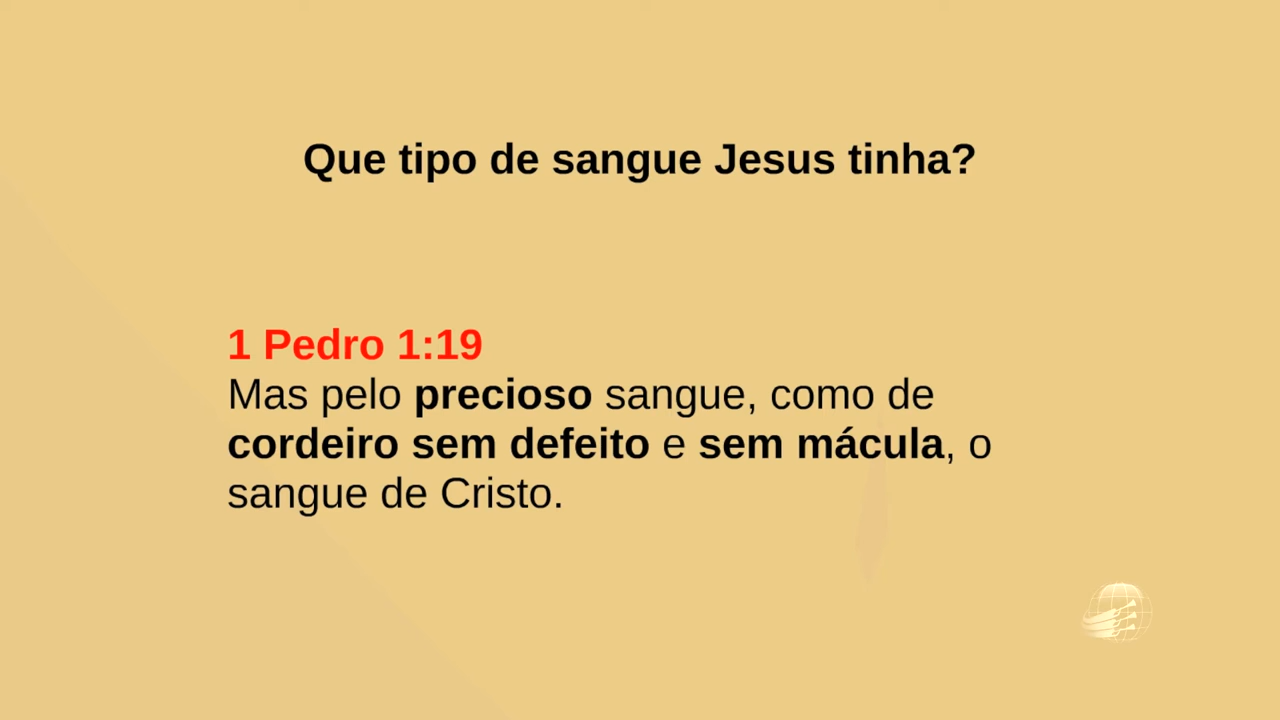 Que tipo de sangue Jesus tinha?
1 Pedro 1:19
Mas pelo precioso sangue, como de
cordeiro sem defeito e sem mácula, o
sangue de Cristo.